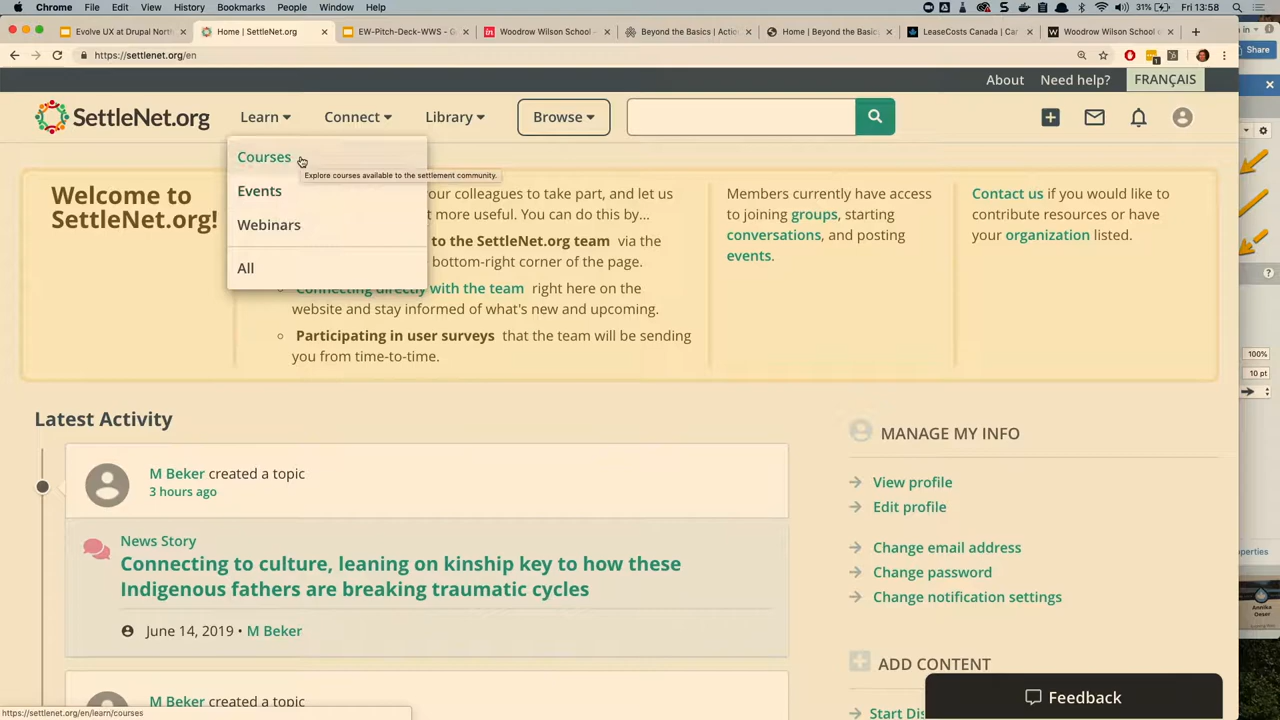 Chrome File Edit View History Bookmarks People Window Help
31% Fri 13:58
Evolve UX at Drupal North
Home | SettleNet.org
EW-Pitch-Deck-WWS - G
Woodrow Wilson School
Beyond the Basics | Actio
Home | Beyond the Basic
LeaseCosts Canada | Car
Woodrow Wilson School
https://settlenet.org/en
Share
About Need help? FRANÇAIS
SettleNet.org Learn Connect Library Browse
Courses
Explore courses available to the settlement community.
Events
Webinars
All
Welcome to
SettleNet.org!
your colleagues to take part, and let us
more useful. You can do this by...
to the SettleNet.org team via the
bottom-right corner of the page.
Connecting directly with the team right here on the
website and stay informed of what's new and upcoming.
Participating in user surveys that the team will be sending
you from time-to-time.
Members currently have access
to joining groups, starting
conversations, and posting
events.
Contact us if you would like to
contribute resources or have
your organization listed.
Latest Activity
M Beker created a topic
3 hours ago
News Story
Connecting to culture, leaning on kinship key to how these
Indigenous fathers are breaking traumatic cycles
June 14, 2019 • M Beker
M Beker created a topic
MANAGE MY INFO
View profile
Edit profile
Change email address
Change password
Change notification settings
ADD CONTENT
Start Dis
Feedback
100%
10 pt
operties
Annika
https://settlenet.org/en/learn/courses